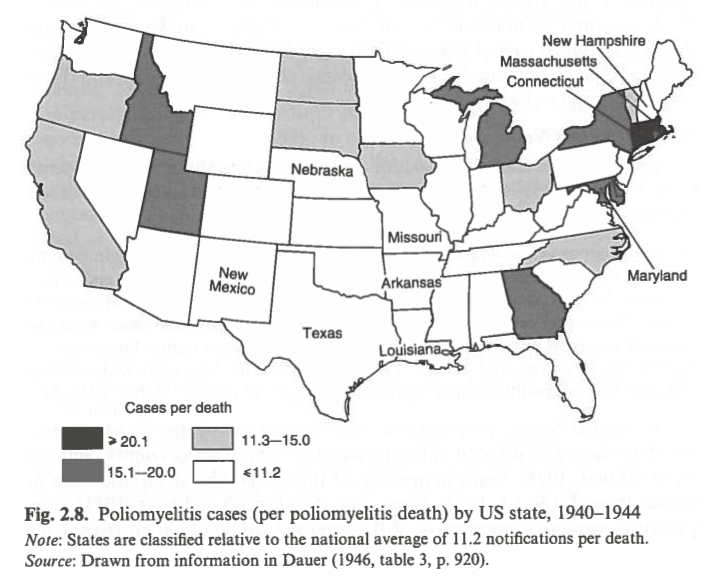 New Hampshire
Massachusetts
Connecticut
Nebraska
Missouri
New
Mexico
Arkansas
Maryland
Texas
Louisiana
Cases per death
⩾ 20.1
11.3—15.0
15.1—20.0
⩽11.2
Fig. 2.8. Poliomyelitis cases (per poliomyelitis death) by US state, 1940–1944
Note: States are classified relative to the national average of 11.2 notifications per death.
Source: Drawn from information in Dauer (1946, table 3, p. 920).